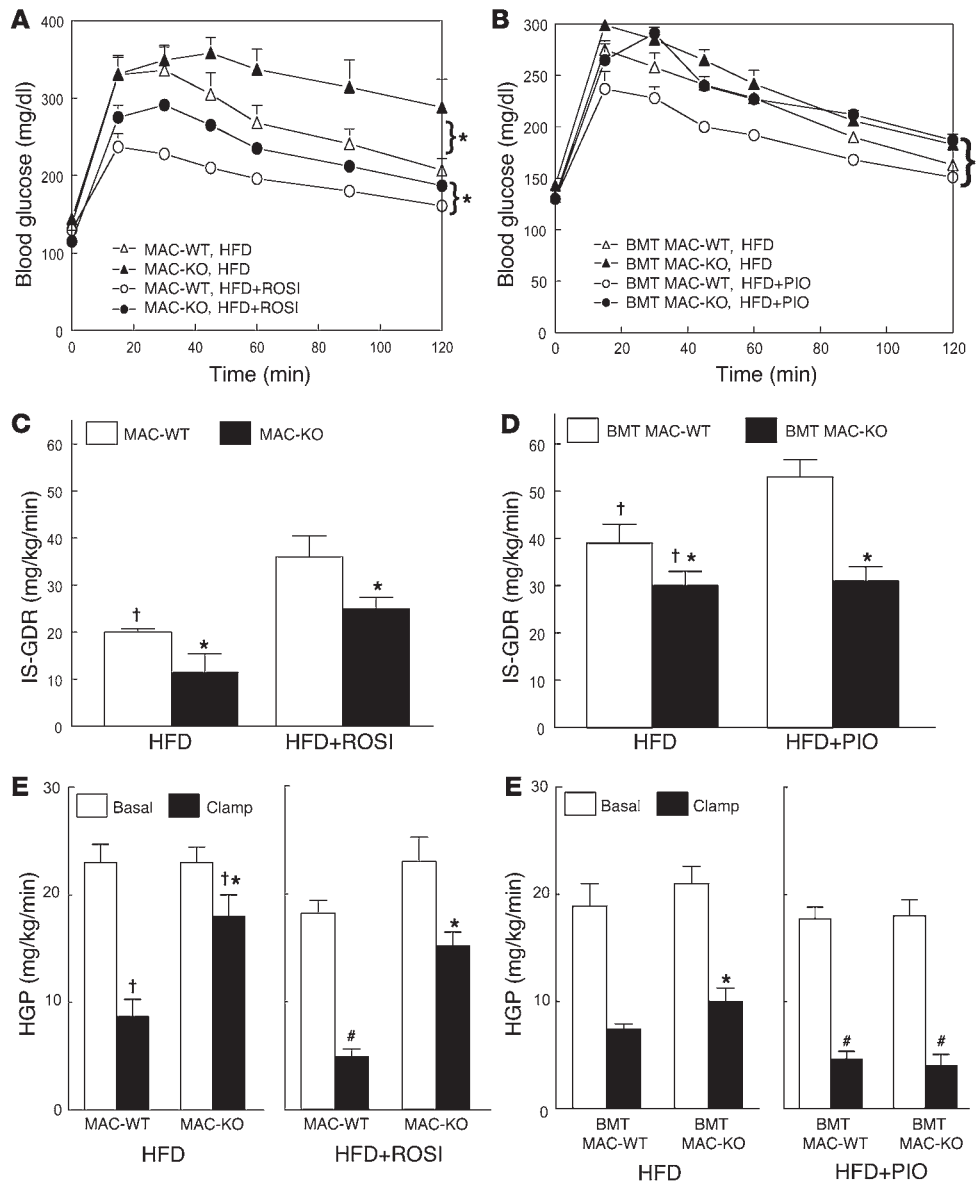 A
Blood glucose (mg/dl)
400
300
200
100
0
*
*
MAC-WT, HFD
MAC-KO, HFD
MAC-WT, HFD+ROSI
MAC-KO, HFD+ROSI
0 20 40 60 80 100 120
Time (min)
B
Blood glucose (mg/dl)
300
250
200
150
100
50
0
BMT MAC-WT, HFD
BMT MAC-KO, HFD
BMT MAC-WT, HFD+PIO
BMT MAC-KO, HFD+PIO
0 20 40 60 80 100 120
Time (min)
C
MAC-WT MAC-KO
IS-GDR (mg/kg/min)
60
50
40
30
20
10
0
†
*
*
HFD HFD+ROSI
D
BMT MAC-WT BMT MAC-KO
IS-GDR (mg/kg/min)
60
50
40
30
20
10
0
†
† *
*
HFD HFD+PIO
E
Basal Clamp
HGP (mg/kg/min)
30
20
10
0
†
†*
#
*
MAC-WT MAC-KO MAC-WT MAC-KO
HFD HFD+ROSI
E
Basal Clamp
HGP (mg/kg/min)
30
20
10
0
*
#
#
BMT BMT BMT BMT
MAC-WT MAC-KO MAC-WT MAC-KO
HFD HFD+PIO